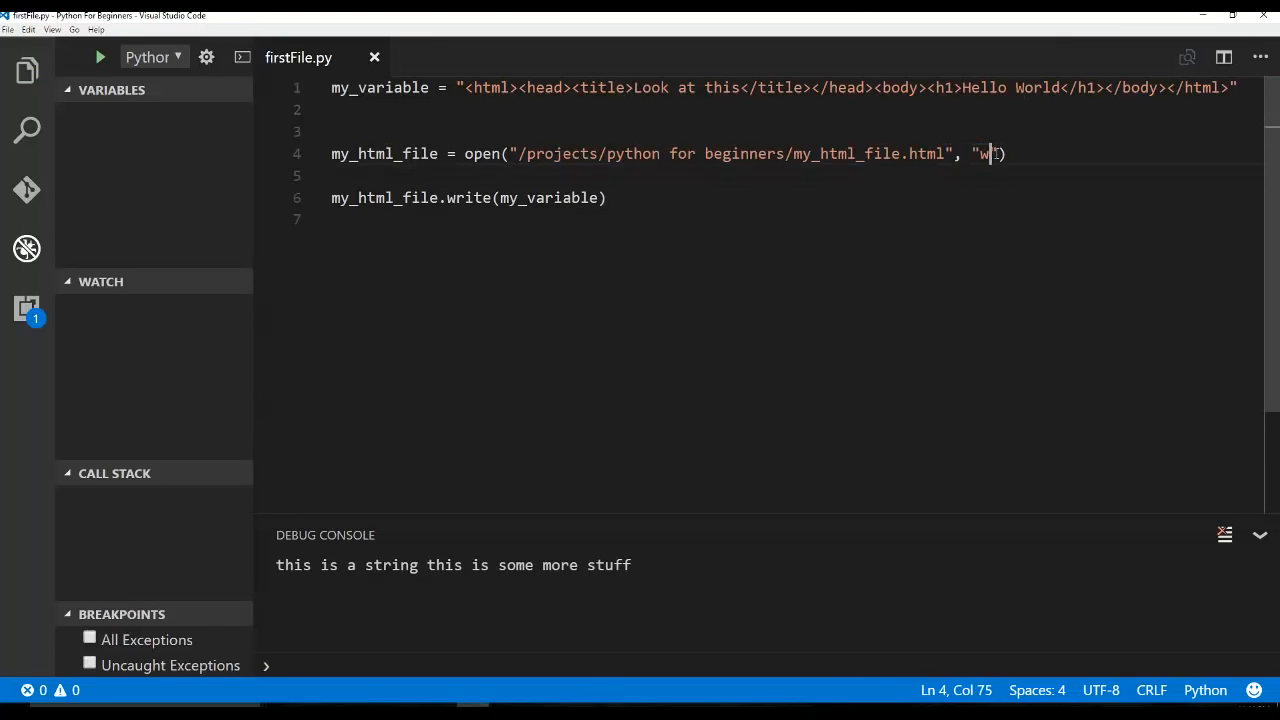 firstFile.py - Python For Beginners - Visual Studio Code
File Edit View Go Help
Python
firstFile.py
VARIABLES
WATCH
CALL STACK
BREAKPOINTS
All Exceptions
Uncaught Exceptions
1 my_variable = "<html><head><title>Look at this</title></head><body><h1>Hello World</h1></body></html>"
2
3
4 my_html_file = open("/projects/python for beginners/my_html_file.html", "w")
5
6 my_html_file.write(my_variable)
7
DEBUG CONSOLE
this is a string this is some more stuff
1
0 0
Ln 4, Col 75 Spaces: 4 UTF-8 CRLF Python